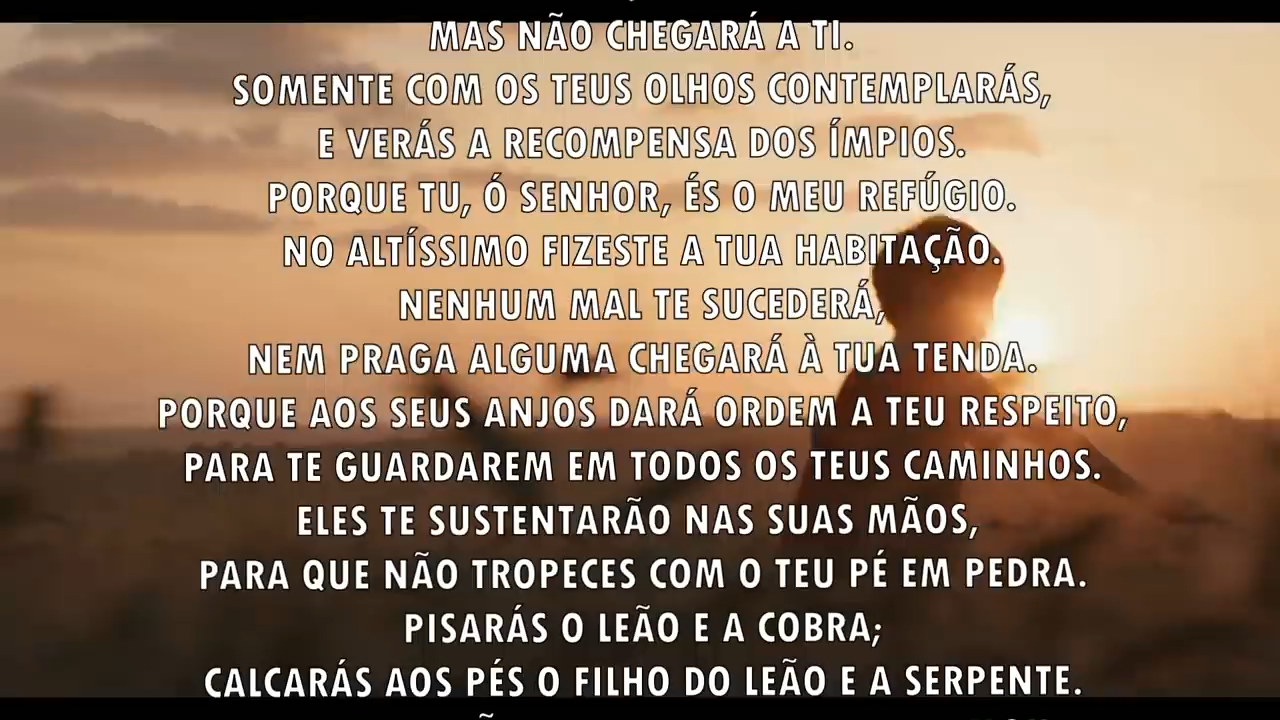 MAS NÃO CHEGARÁ A TI.
SOMENTE COM OS TEUS OLHOS CONTEMPLARÁS,
E VERÁS A RECOMPENSA DOS ÍMPIOS.
PORQUE TU, Ó SENHOR, ÉS O MEU REFÚGIO.
NO ALTÍSSIMO FIZESTE A TUA HABITAÇÃO.
NENHUM MAL TE SUCEDERÁ,
NEM PRAGA ALGUMA CHEGARÁ À TUA TENDA.
PORQUE AOS SEUS ANJOS DARÁ ORDEM A TEU RESPEITO,
PARA TE GUARDAREM EM TODOS OS TEUS CAMINHOS.
ELES TE SUSTENTARÃO NAS SUAS MÃOS,
PARA QUE NÃO TROPECES COM O TEU PÉ EM PEDRA.
PISARÁS O LEÃO E A COBRA;
CALCARÁS AOS PÉS O FILHO DO LEÃO E A SERPENTE.